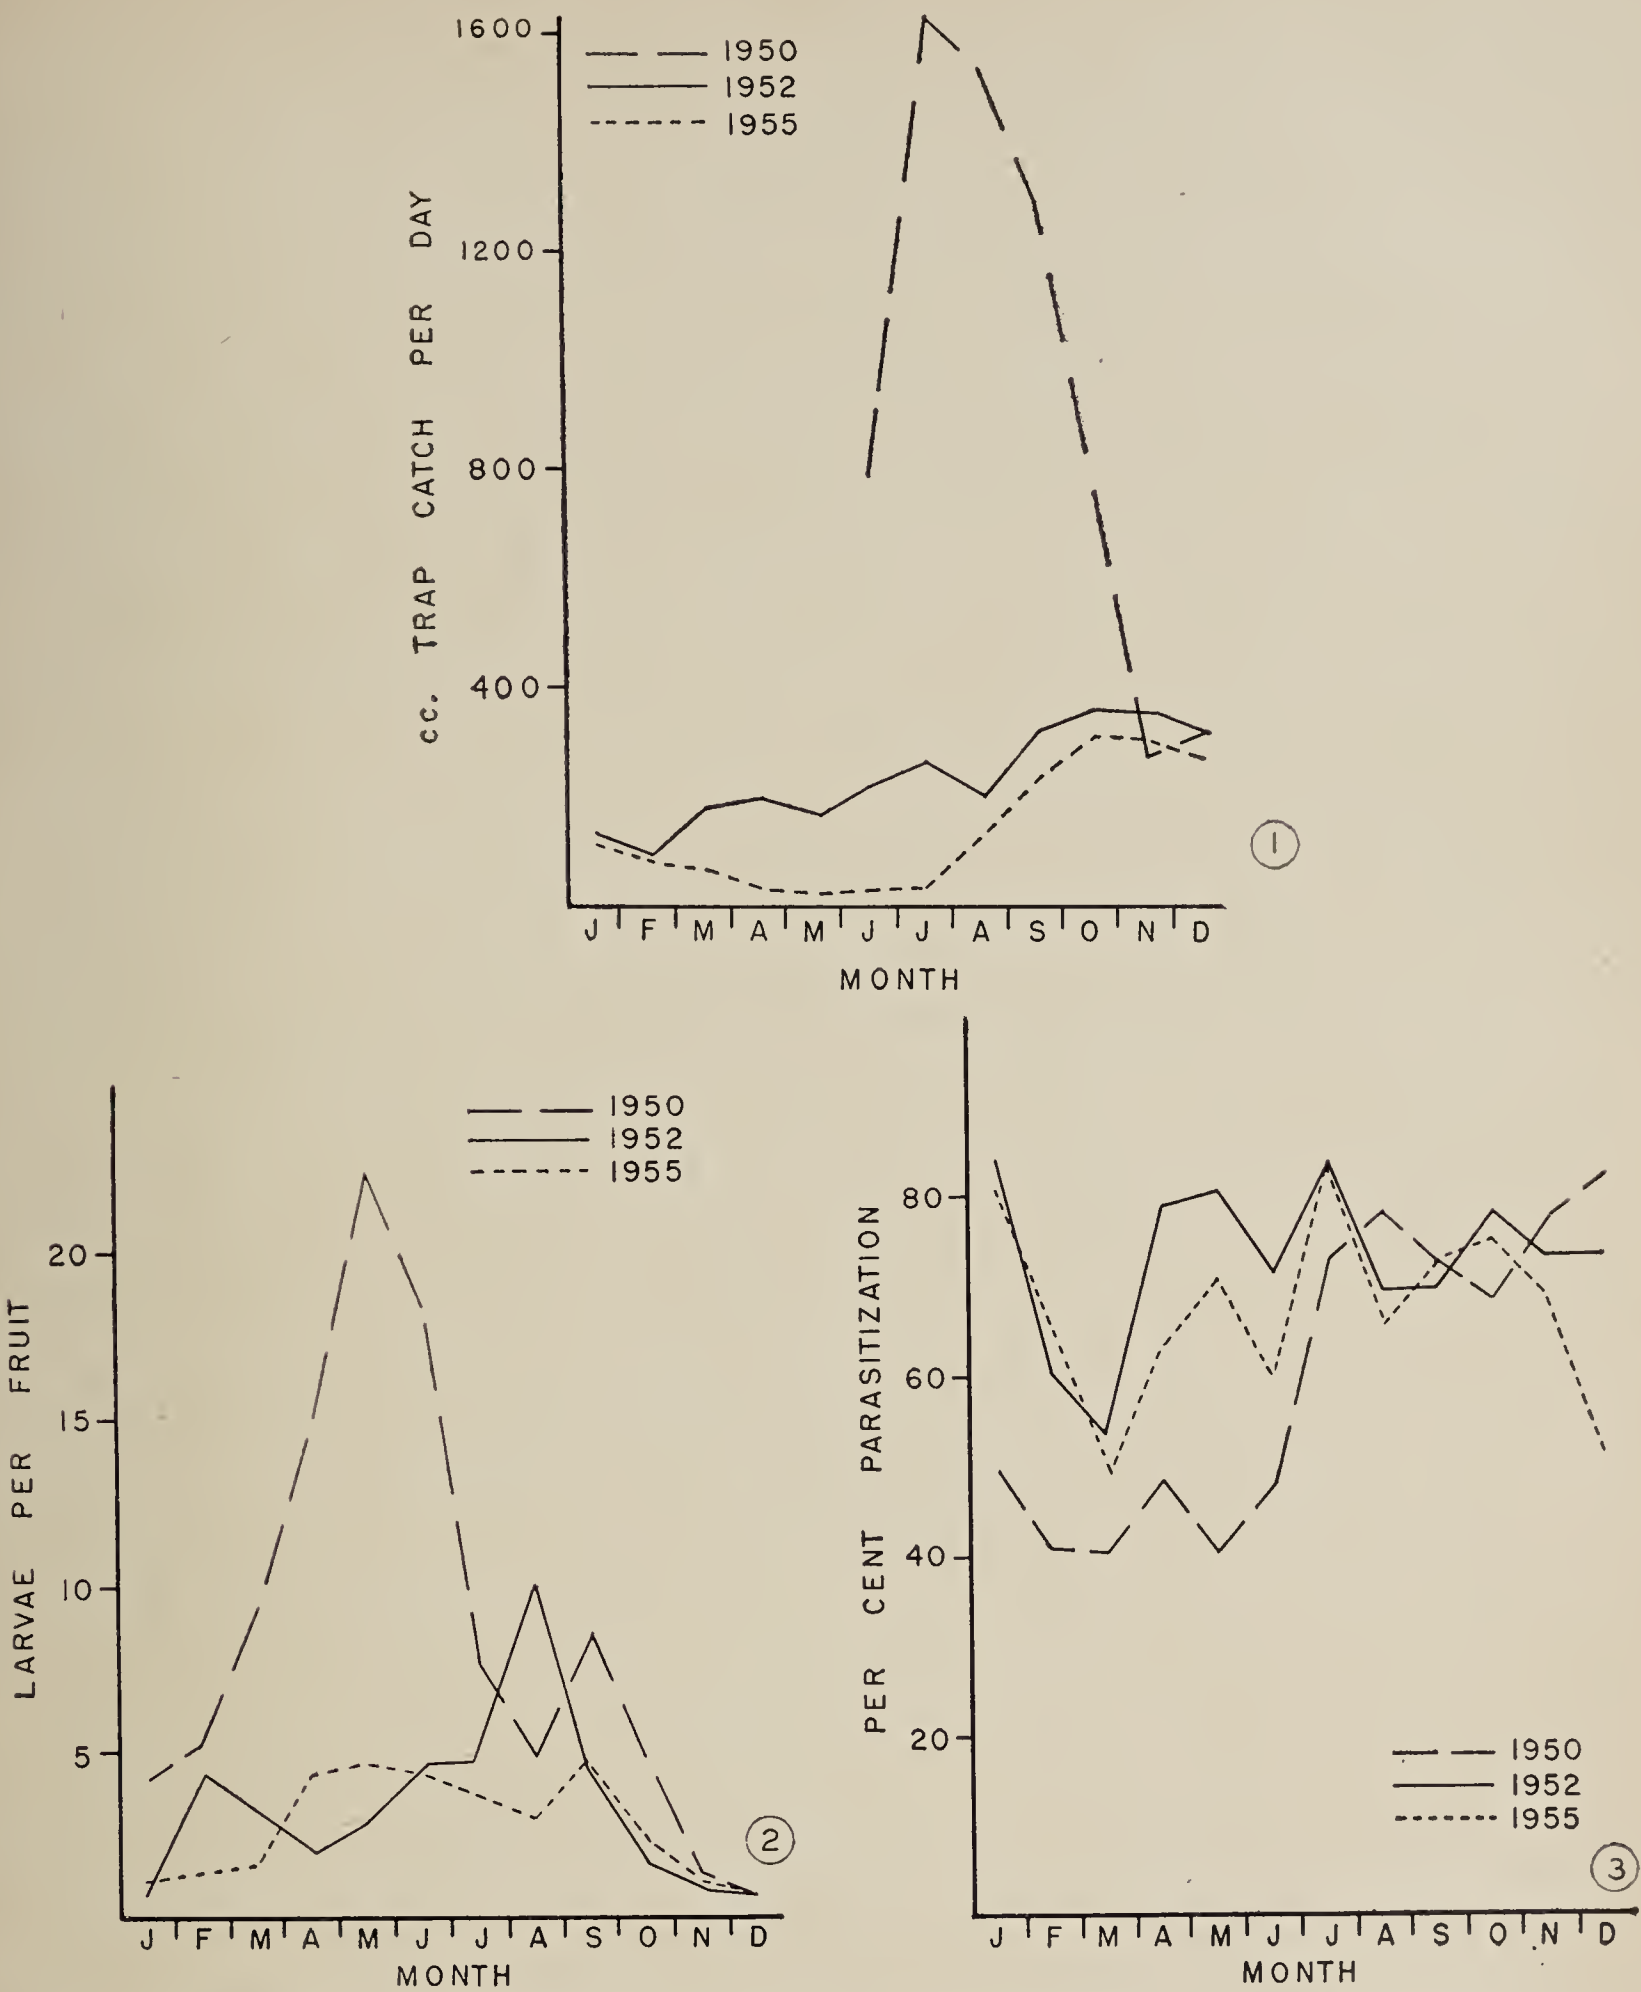 1600
1200
800
400
cc. TRAP CATCH PER DAY
1950
1952
1955
J F M A M J J A S O N D
MONTH
1
20
15
10
5
LARVAE PER FRUIT
1950
1952
1955
J F M A M J J A S O N D
MONTH
2
80
60
40
20
PER CENT PARASITIZATION
1950
1952
1955
J F M A M J J A S O N D
MONTH
3